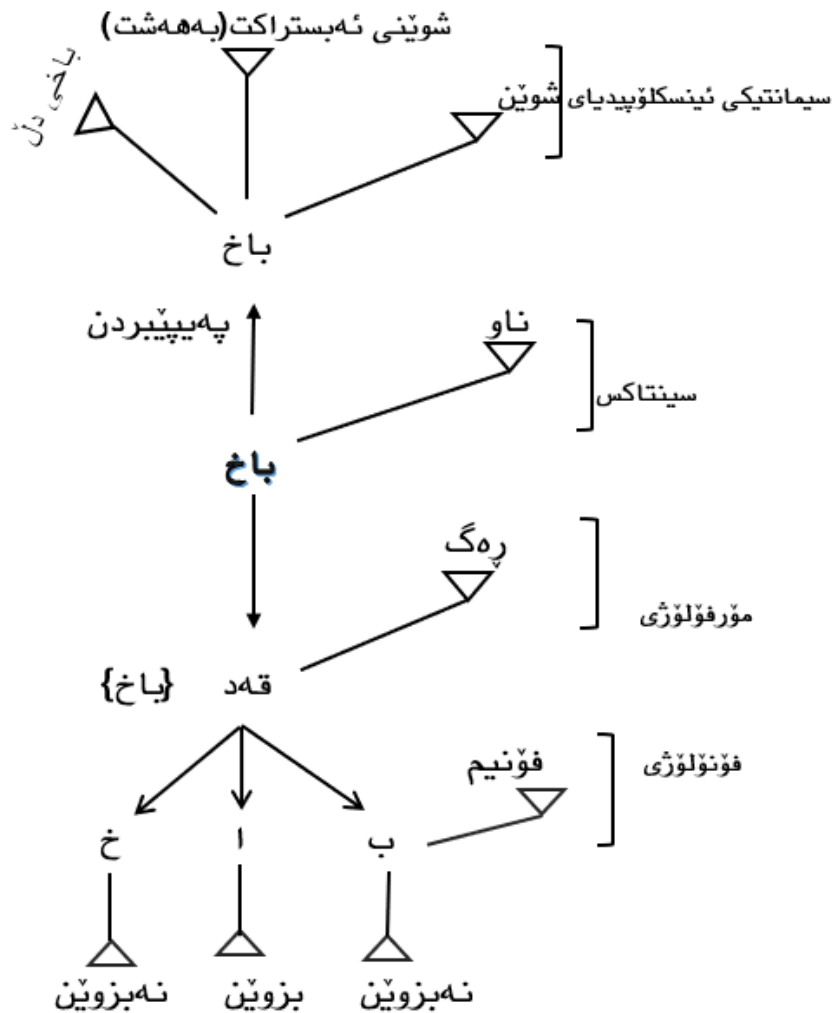 شوێنی ئەبستراکت(بەهەشت)
باخی دڵ
سیمانتیکی ئینسکلۆپیدیای شوێن
باخ
پەیپێبردن
ناو
سینتاکس
باخ
ڕەگ
مۆرفۆلۆژی
قەد {باخ}
فۆنیم
فۆنۆلۆژی
ب ا خ
نەبزوێن بزوێن نەبزوێن